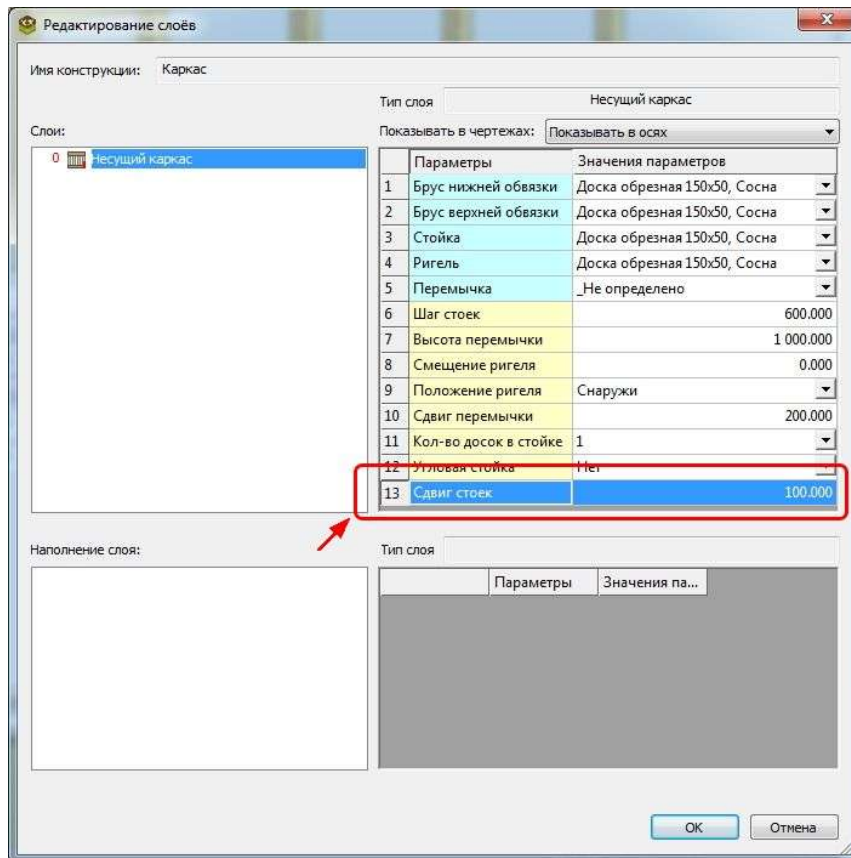 Редактирование слоёв
Имя конструкции: Каркас
Тип слоя Несущий каркас
Слои: Показывать в чертежах: Показывать в осях
0 Несущий каркас
Параметры Значения параметров
1 Брус нижней обвязки Доска обрезная 150x50, Сосна
2 Брус верхней обвязки Доска обрезная 150x50, Сосна
3 Стойка Доска обрезная 150x50, Сосна
4 Ригель Доска обрезная 150x50, Сосна
5 Перемычка _Не определено
6 Шаг стоек 600.000
7 Высота перемычки 1 000.000
8 Смещение ригеля 0.000
9 Положение ригеля Снаружи
10 Сдвиг перемычки 200.000
11 Кол-во досок в стойке 1
12 Угловая стойка Нет
13 Сдвиг стоек 100.000
Наполнение слоя: Тип слоя
Параметры Значения па...
OK Отмена